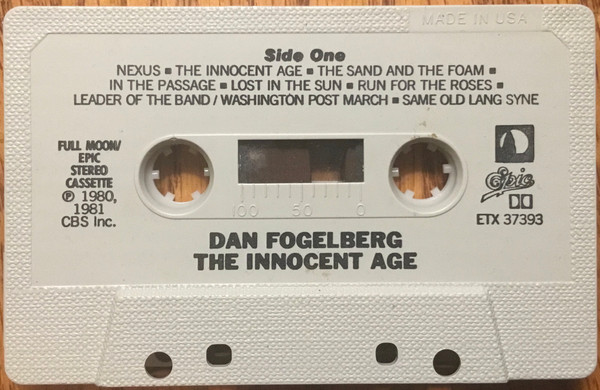 MADE IN USA
Side One
NEXUS ▪ THE INNOCENT AGE ▪ THE SAND AND THE FOAM ▪
IN THE PASSAGE ▪ LOST IN THE SUN ▪ RUN FOR THE ROSES ▪
LEADER OF THE BAND / WASHINGTON POST MARCH ▪ SAME OLD LANG SYNE
FULL MOON/
EPIC
STEREO
CASSETTE
℗ 1980,
1981
CBS Inc.
Epic
ETX 37393
100 50 0
DAN FOGELBERG
THE INNOCENT AGE